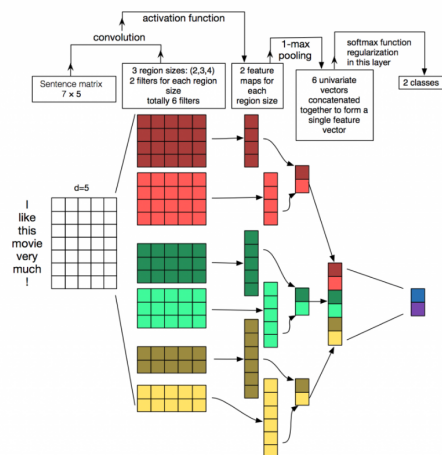 activation function
convolution
1-max
pooling
softmax function
regularization
in this layer
Sentence matrix
7 × 5
3 region sizes: (2,3,4)
2 filters for each region
size
totally 6 filters
2 feature
maps for
each
region size
6 univariate
vectors
concatenated
together to form a
single feature
vector
2 classes
d=5
I
like
this
movie
very
much
!